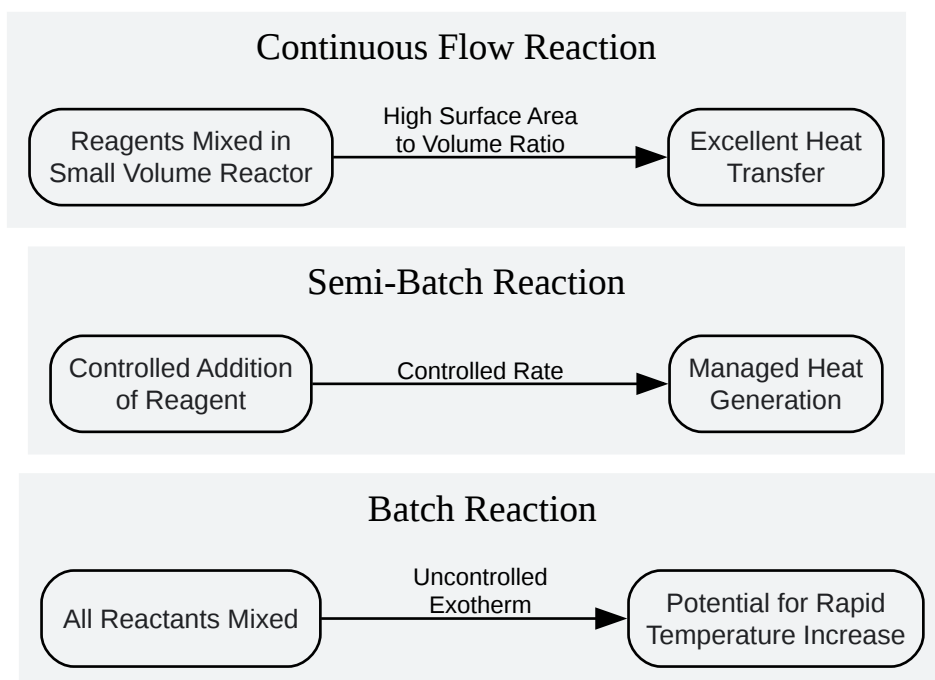 Continuous Flow Reaction
Reagents Mixed in
Small Volume Reactor
High Surface Area
to Volume Ratio
Excellent Heat
Transfer
Semi-Batch Reaction
Controlled Addition
of Reagent
Controlled Rate
Managed Heat
Generation
Batch Reaction
All Reactants Mixed
Uncontrolled
Exotherm
Potential for Rapid
Temperature Increase